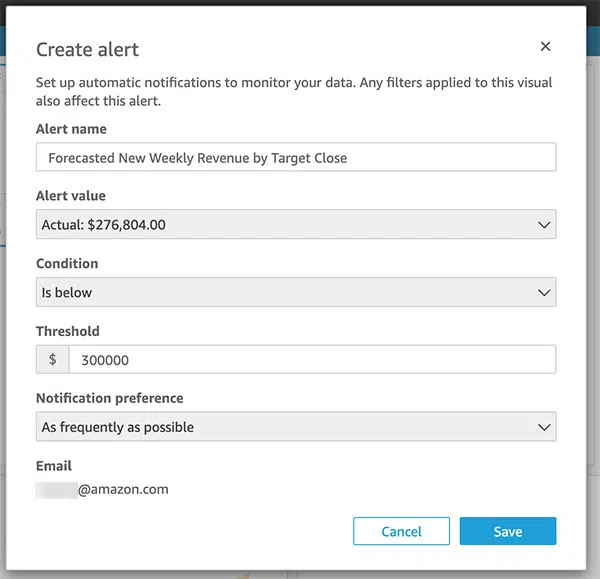 Create alert
Set up automatic notifications to monitor your data. Any filters applied to this visual
also affect this alert.
Alert name
Forecasted New Weekly Revenue by Target Close
Alert value
Actual: $276,804.00
Condition
Is below
Threshold
$ 300000
Notification preference
As frequently as possible
Email
@amazon.com
Cancel Save